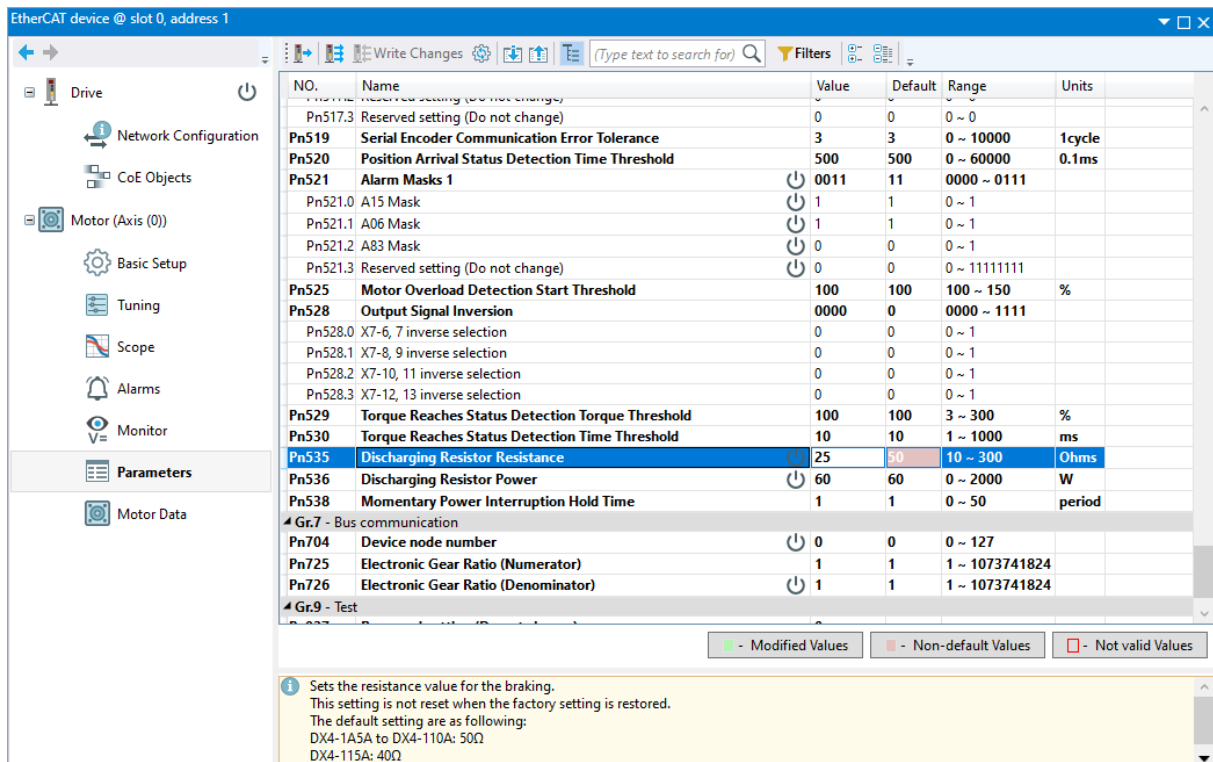 EtherCAT device @ slot 0, address 1
Write Changes (Type text to search for) Filters
Drive
Network Configuration
CoE Objects
Motor (Axis (0))
Basic Setup
Tuning
Scope
Alarms
Monitor
Parameters
Motor Data
NO. Name Value Default Range Units
Pn517.3 Reserved setting (Do not change) 0 0 0 ~ 0
Pn519 Serial Encoder Communication Error Tolerance 3 3 0 ~ 10000 1cycle
Pn520 Position Arrival Status Detection Time Threshold 500 500 0 ~ 60000 0.1ms
Pn521 Alarm Masks 1 0011 11 0000 ~ 0111
Pn521.0 A15 Mask 1 1 0 ~ 1
Pn521.1 A06 Mask 1 1 0 ~ 1
Pn521.2 A83 Mask 0 0 0 ~ 1
Pn521.3 Reserved setting (Do not change) 0 0 0 ~ 11111111
Pn525 Motor Overload Detection Start Threshold 100 100 100 ~ 150 %
Pn528 Output Signal Inversion 0000 0 0000 ~ 1111
Pn528.0 X7-6, 7 inverse selection 0 0 0 ~ 1
Pn528.1 X7-8, 9 inverse selection 0 0 0 ~ 1
Pn528.2 X7-10, 11 inverse selection 0 0 0 ~ 1
Pn528.3 X7-12, 13 inverse selection 0 0 0 ~ 1
Pn529 Torque Reaches Status Detection Torque Threshold 100 100 3 ~ 300 %
Pn530 Torque Reaches Status Detection Time Threshold 10 10 1 ~ 1000 ms
Pn535 Discharging Resistor Resistance 25 50 10 ~ 300 Ohms
Pn536 Discharging Resistor Power 60 60 0 ~ 2000 W
Pn538 Momentary Power Interruption Hold Time 1 1 0 ~ 50 period
Gr.7 - Bus communication
Pn704 Device node number 0 0 0 ~ 127
Pn725 Electronic Gear Ratio (Numerator) 1 1 1 ~ 1073741824
Pn726 Electronic Gear Ratio (Denominator) 1 1 1 ~ 1073741824
Gr.9 - Test
- Modified Values - Non-default Values - Not valid Values
Sets the resistance value for the braking.
This setting is not reset when the factory setting is restored.
The default setting are as following:
DX4-1A5A to DX4-110A: 50Ω
DX4-115A: 40Ω